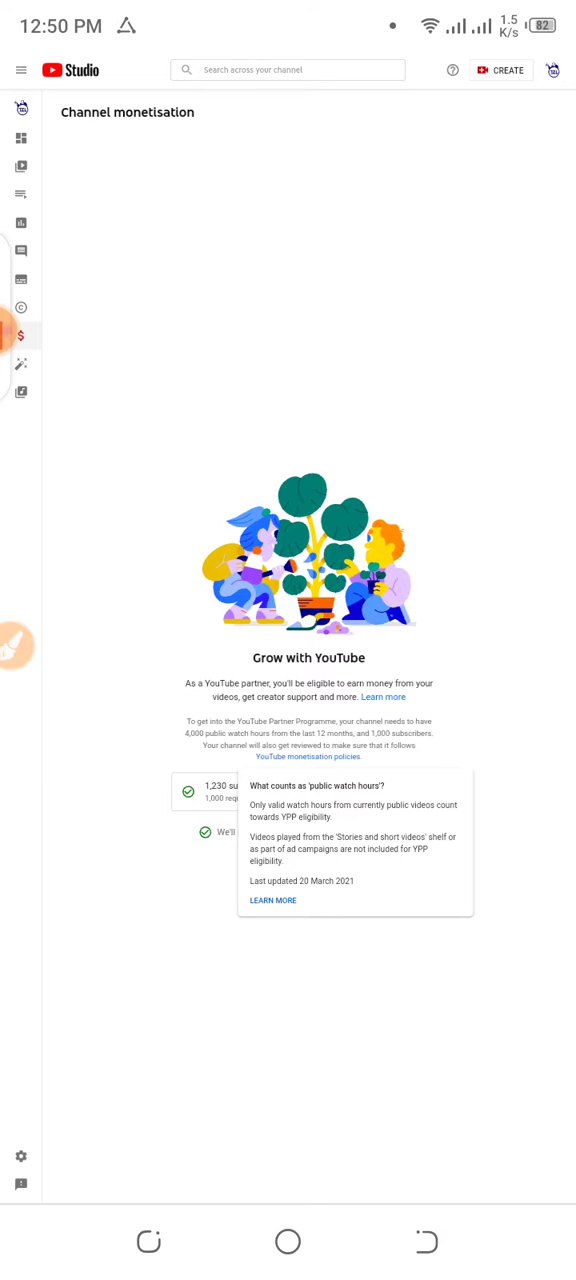 12:50 PM
1.5
K/s
82
Studio
Search across your channel
CREATE
Channel monetisation
Grow with YouTube
As a YouTube partner, you'll be eligible to earn money from your
videos, get creator support and more. Learn more
To get into the YouTube Partner Programme, your channel needs to have
4,000 public watch hours from the last 12 months, and 1,000 subscribers.
Your channel will also get reviewed to make sure that it follows
YouTube monetisation policies.
1,230 su
1,000 requ
We'll
What counts as 'public watch hours'?
Only valid watch hours from currently public videos count
towards YPP eligibility.
Videos played from the 'Stories and short videos' shelf or
as part of ad campaigns are not included for YPP
eligibility.
Last updated 20 March 2021
LEARN MORE